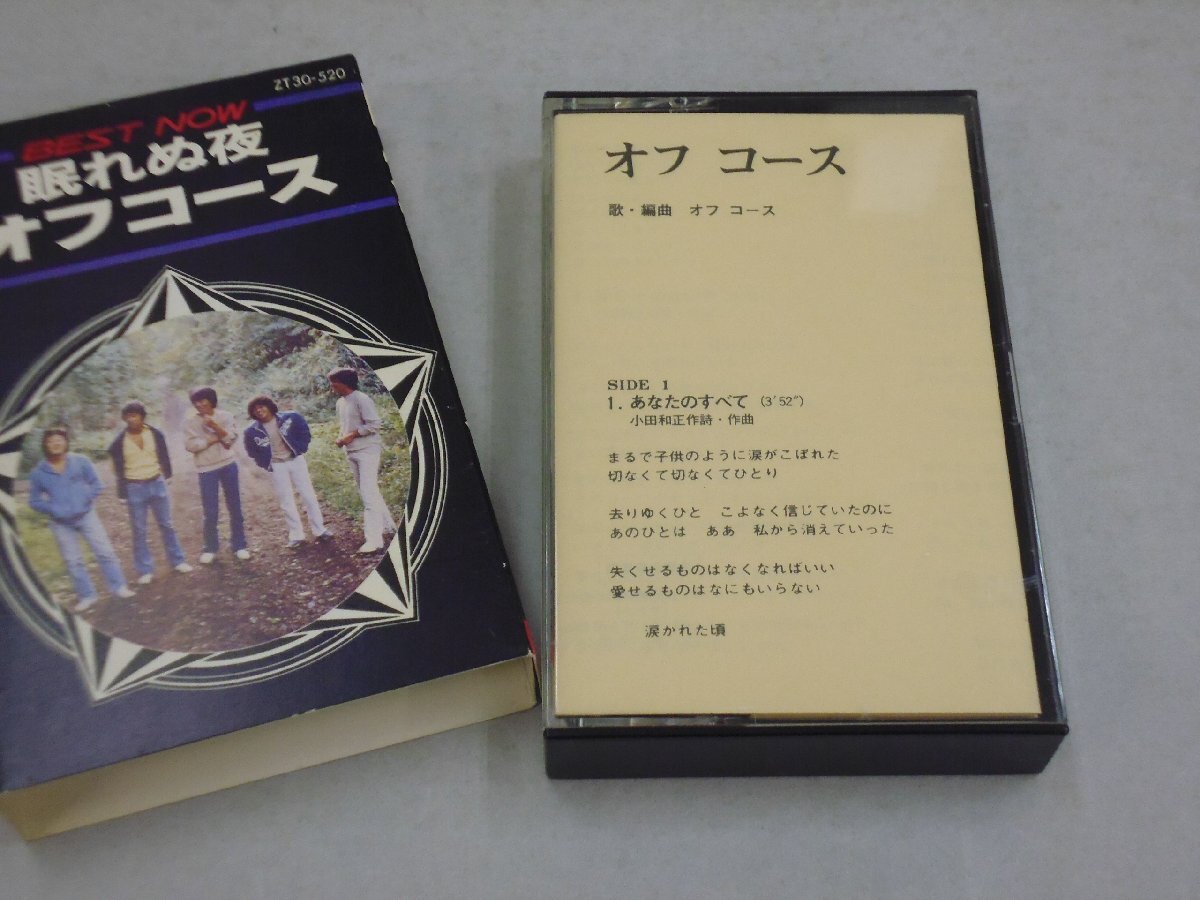 ZT30-520
BEST NOW
眠れぬ夜
オフコース
オフ コース
歌・編曲 オフ コース
SIDE 1
1. あなたのすべて (3′52″)
小田和正作詩・作曲
まるで子供のように涙がこぼれた
切なくて切なくてひとり
去りゆくひと こよなく信じていたのに
あのひとは ああ 私から消えていった
失くせるものはなくなればいい
愛せるものはなにもいらない
涙かれた頃